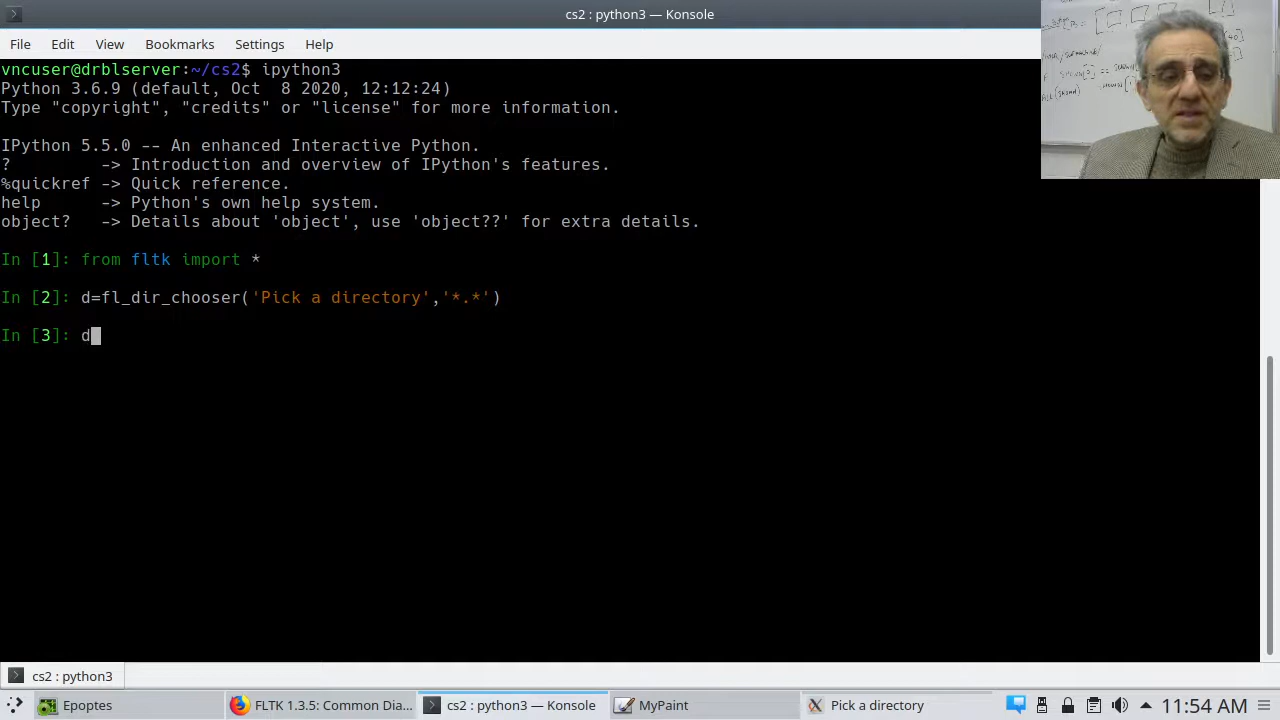 cs2 : python3 — Konsole
File Edit View Bookmarks Settings Help
vncuser@drblserver:~/cs2$ ipython3
Python 3.6.9 (default, Oct  8 2020, 12:12:24)
Type "copyright", "credits" or "license" for more information.
IPython 5.5.0 -- An enhanced Interactive Python.
?         -> Introduction and overview of IPython's features.
%quickref -> Quick reference.
help      -> Python's own help system.
object?   -> Details about 'object', use 'object??' for extra details.
In [1]: from fltk import *
In [2]: d=fl_dir_chooser('Pick a directory','*.*')
In [3]: d
cs2 : python3
Epoptes
FLTK 1.3.5: Common Dia...
cs2 : python3 — Konsole
MyPaint
Pick a directory
11:54 AM